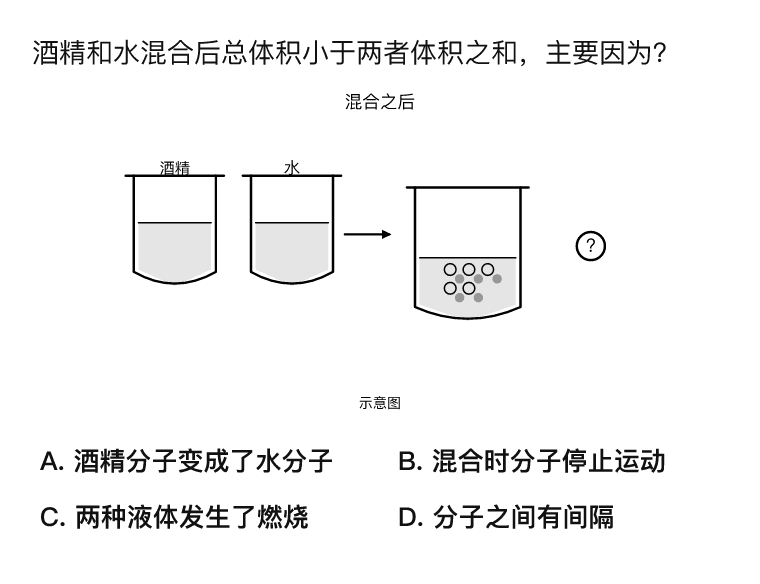 酒精和水混合后总体积小于两者体积之和，主要因为？
混合之后
酒精
水
?
示意图
A. 酒精分子变成了水分子
B. 混合时分子停止运动
C. 两种液体发生了燃烧
D. 分子之间有间隔